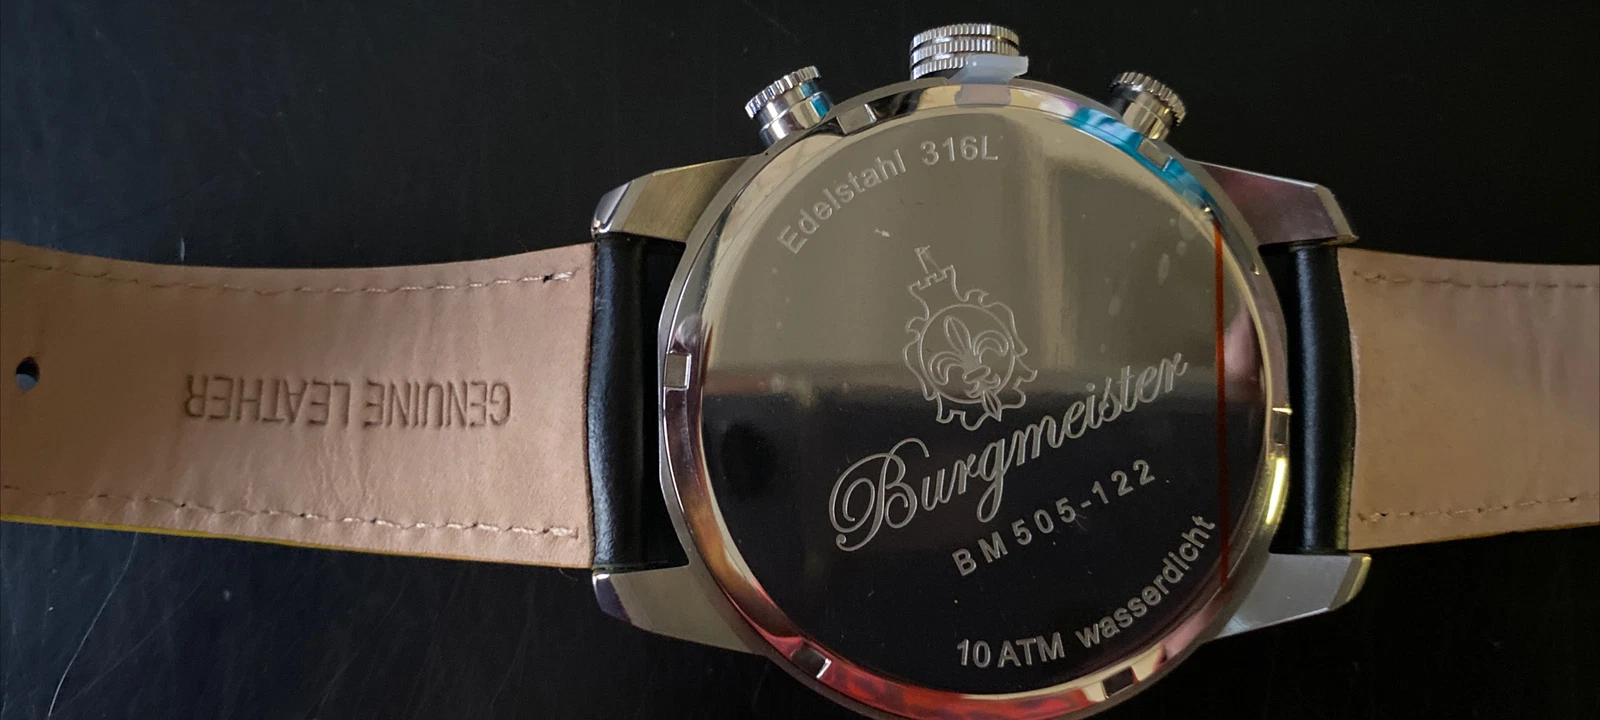 Edelstahl 316L
Burgmeister
BM505-122
10 ATM wasserdicht
GENUINE LEATHER